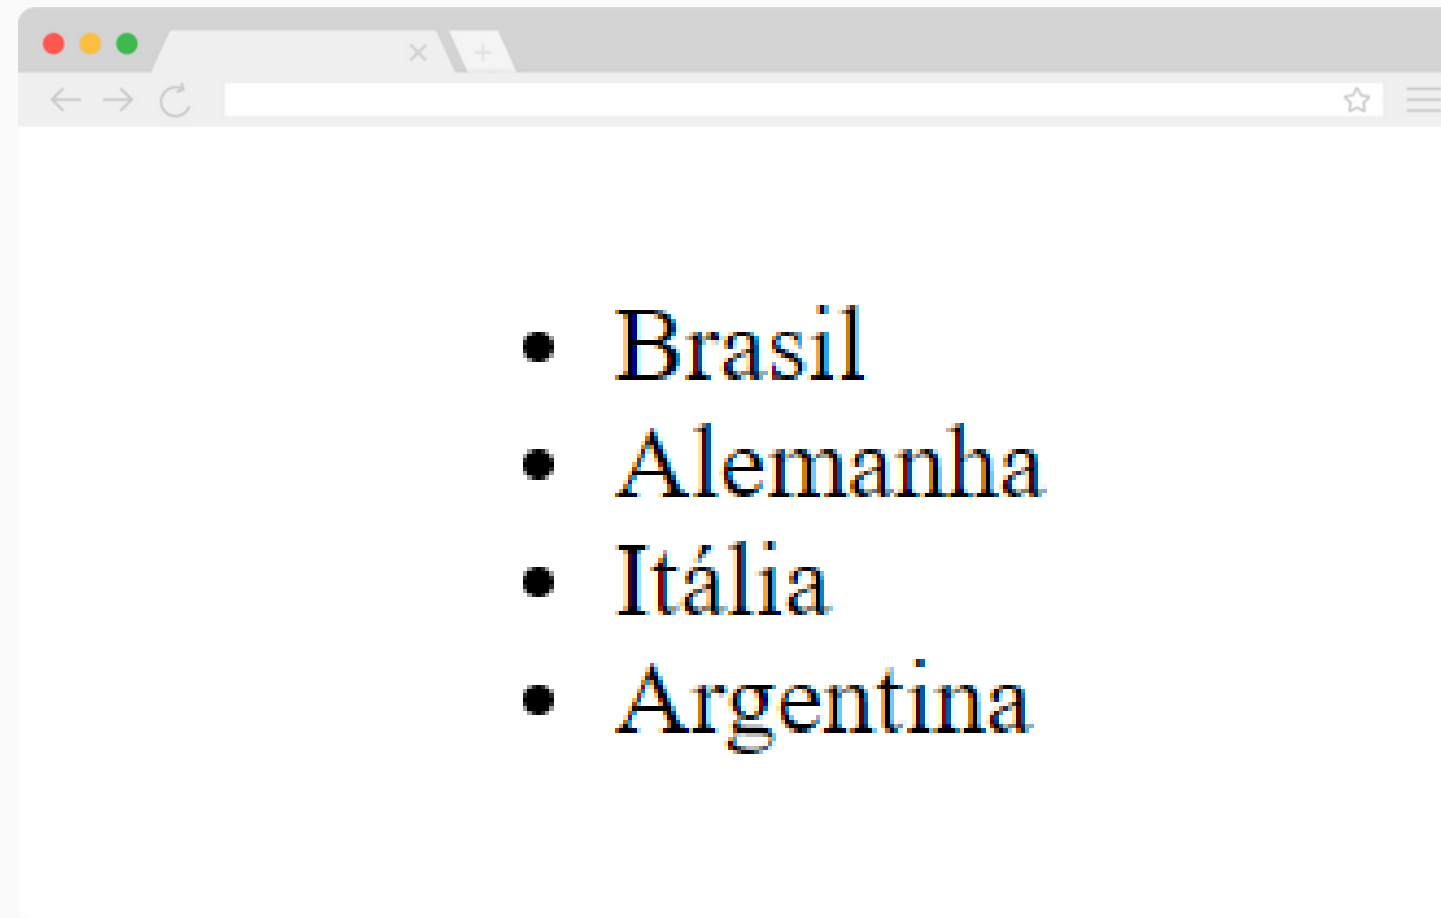 • Brasil
• Alemanha
• Itália
• Argentina